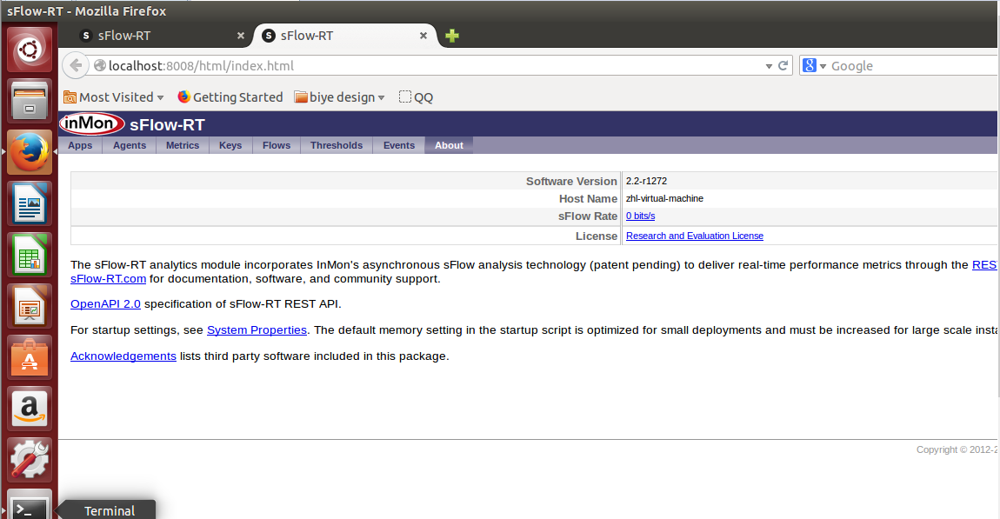 sFlow-RT - Mozilla Firefox
S sFlow-RT × S sFlow-RT ×
localhost:8008/html/index.html 8 Google
Most Visited Getting Started biye design QQ
inMon sFlow-RT
Apps Agents Metrics Keys Flows Thresholds Events About
Software Version 2.2-r1272
Host Name zhl-virtual-machine
sFlow Rate 0 bits/s
License Research and Evaluation License
The sFlow-RT analytics module incorporates InMon's asynchronous sFlow analysis technology (patent pending) to deliver real-time performance metrics through the RES
sFlow-RT.com for documentation, software, and community support.
OpenAPI 2.0 specification of sFlow-RT REST API.
For startup settings, see System Properties. The default memory setting in the startup script is optimized for small deployments and must be increased for large scale
Acknowledgements lists third party software included in this package.
Copyright © 2012-
Terminal